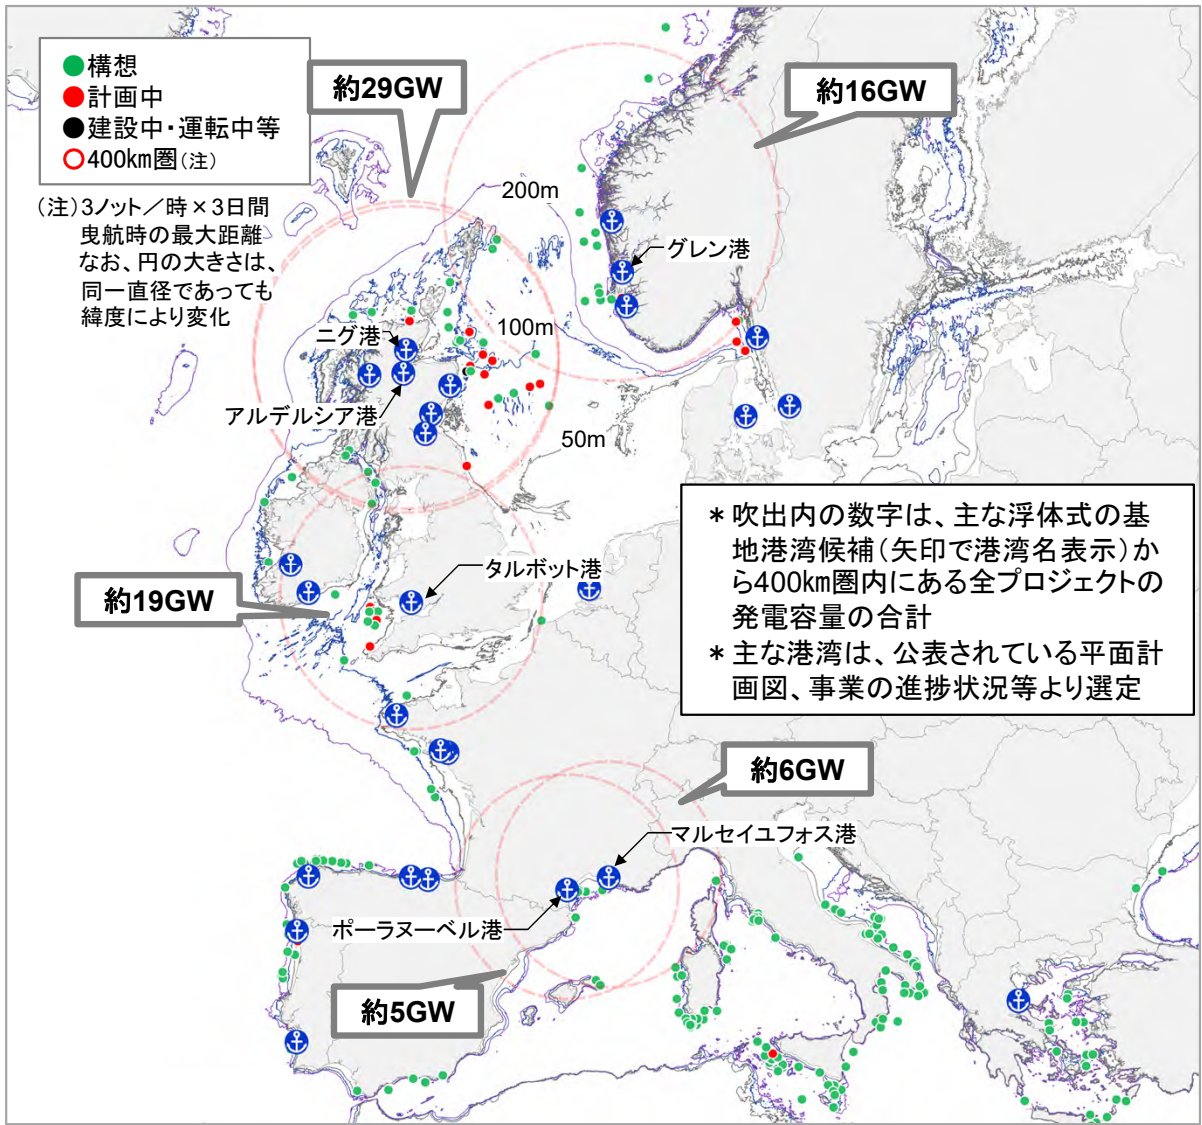 構想
計画中
建設中・運転中等
400km圏(注)
(注)3ノット／時×3日間
曳航時の最大距離
なお、円の大きさは、
同一直径であっても
緯度により変化
約29GW
約16GW
200m
グレン港
100m
ニグ港
アルデルシア港
50m
＊吹出内の数字は、主な浮体式の基
地港湾候補(矢印で港湾名表示)か
ら400km圏内にある全プロジェクトの
発電容量の合計
＊主な港湾は、公表されている平面計
画図、事業の進捗状況等より選定
タルボット港
約19GW
約6GW
マルセイユフォス港
ポーラヌーベル港
約5GW